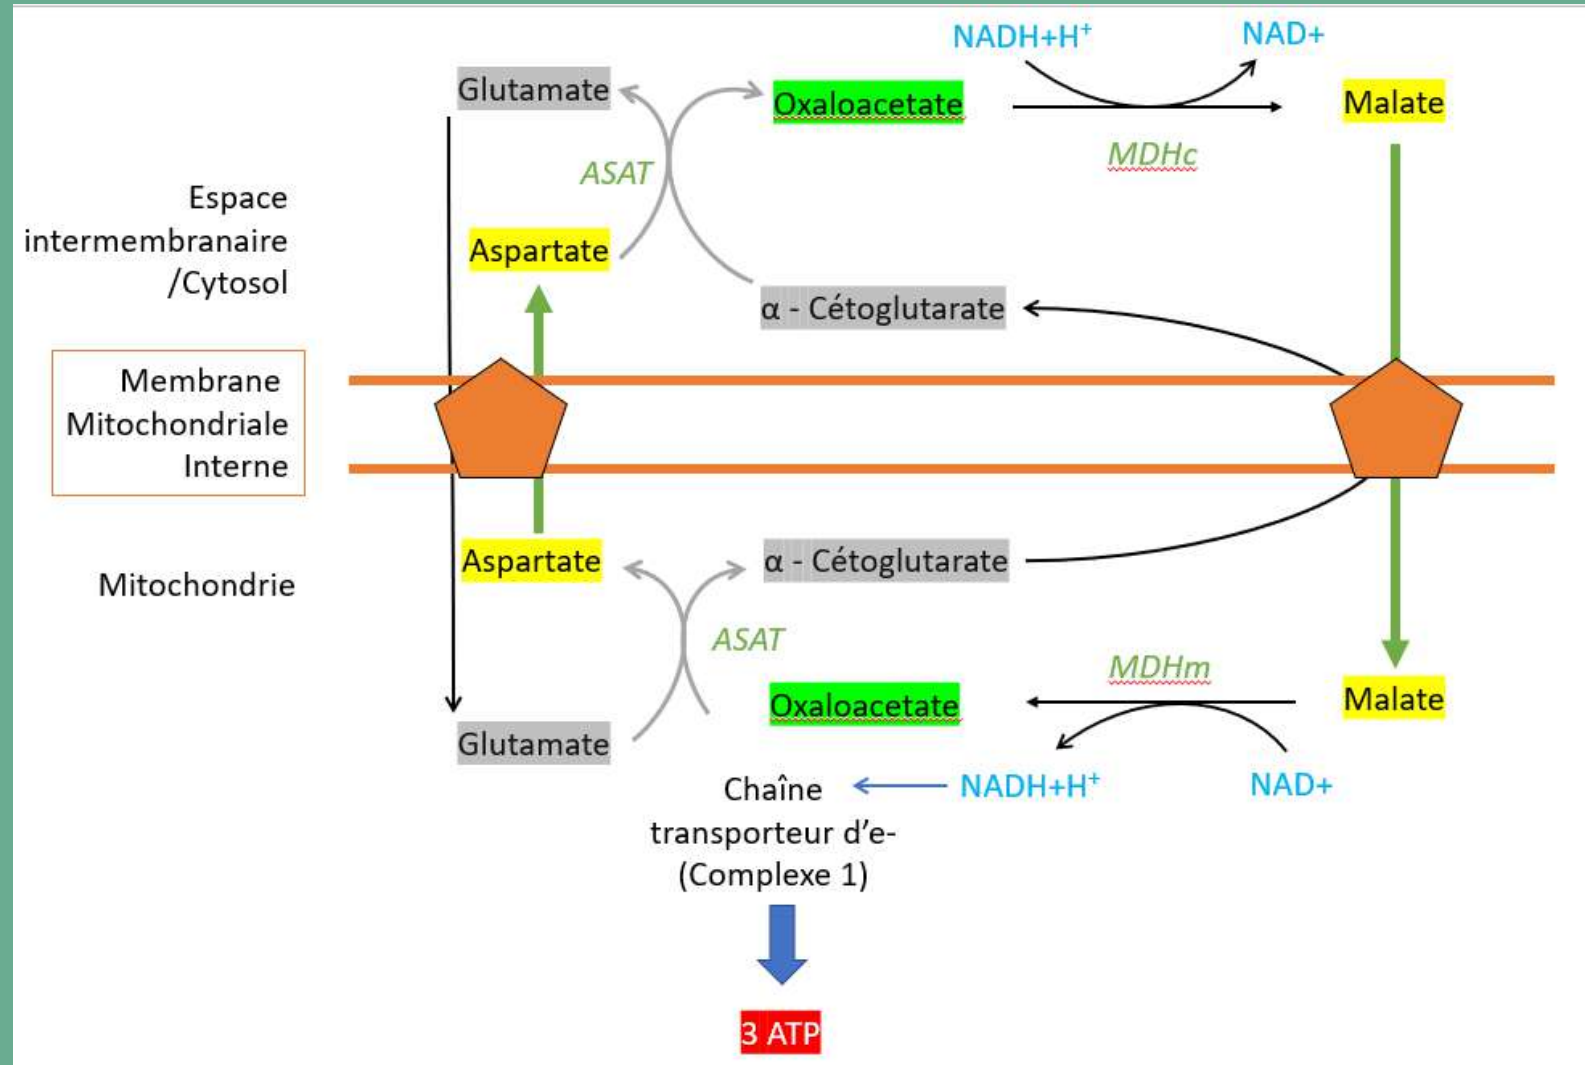 NADH+H⁺
NAD+
Glutamate
Oxaloacetate
Malate
ASAT
MDHc
Espace
intermembranaire
/Cytosol
Aspartate
α - Cétoglutarate
Membrane
Mitochondriale
Interne
Mitochondrie
Aspartate
α - Cétoglutarate
ASAT
MDHm
Oxaloacetate
Malate
Glutamate
Chaîne
transporteur d'e-
(Complexe 1)
NADH+H⁺
NAD+
3 ATP